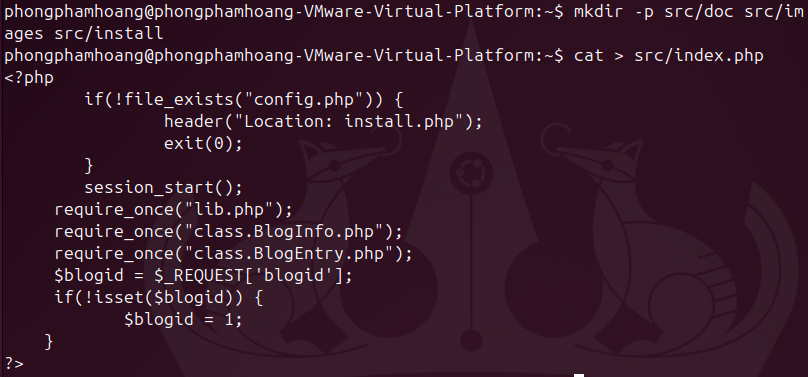 phongphamhoang@phongphamhoang-VMware-Virtual-Platform:~$ mkdir -p src/doc src/im
ages src/install
phongphamhoang@phongphamhoang-VMware-Virtual-Platform:~$ cat > src/index.php
<?php
        if(!file_exists("config.php")) {
                header("Location: install.php");
                exit(0);
        }
        session_start();
     require_once("lib.php");
     require_once("class.BlogInfo.php");
     require_once("class.BlogEntry.php");
     $blogid = $_REQUEST['blogid'];
     if(!isset($blogid)) {
            $blogid = 1;
    }
?>